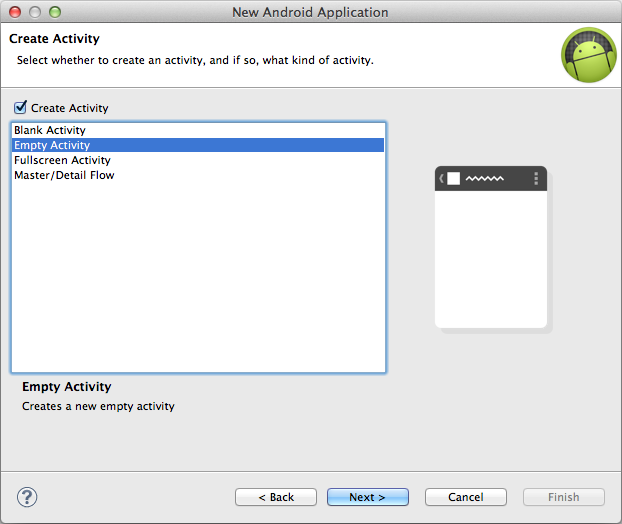 New Android Application
Create Activity
Select whether to create an activity, and if so, what kind of activity.
Create Activity
Blank Activity
Empty Activity
Fullscreen Activity
Master/Detail Flow
Empty Activity
Creates a new empty activity
?
< Back
Next >
Cancel
Finish